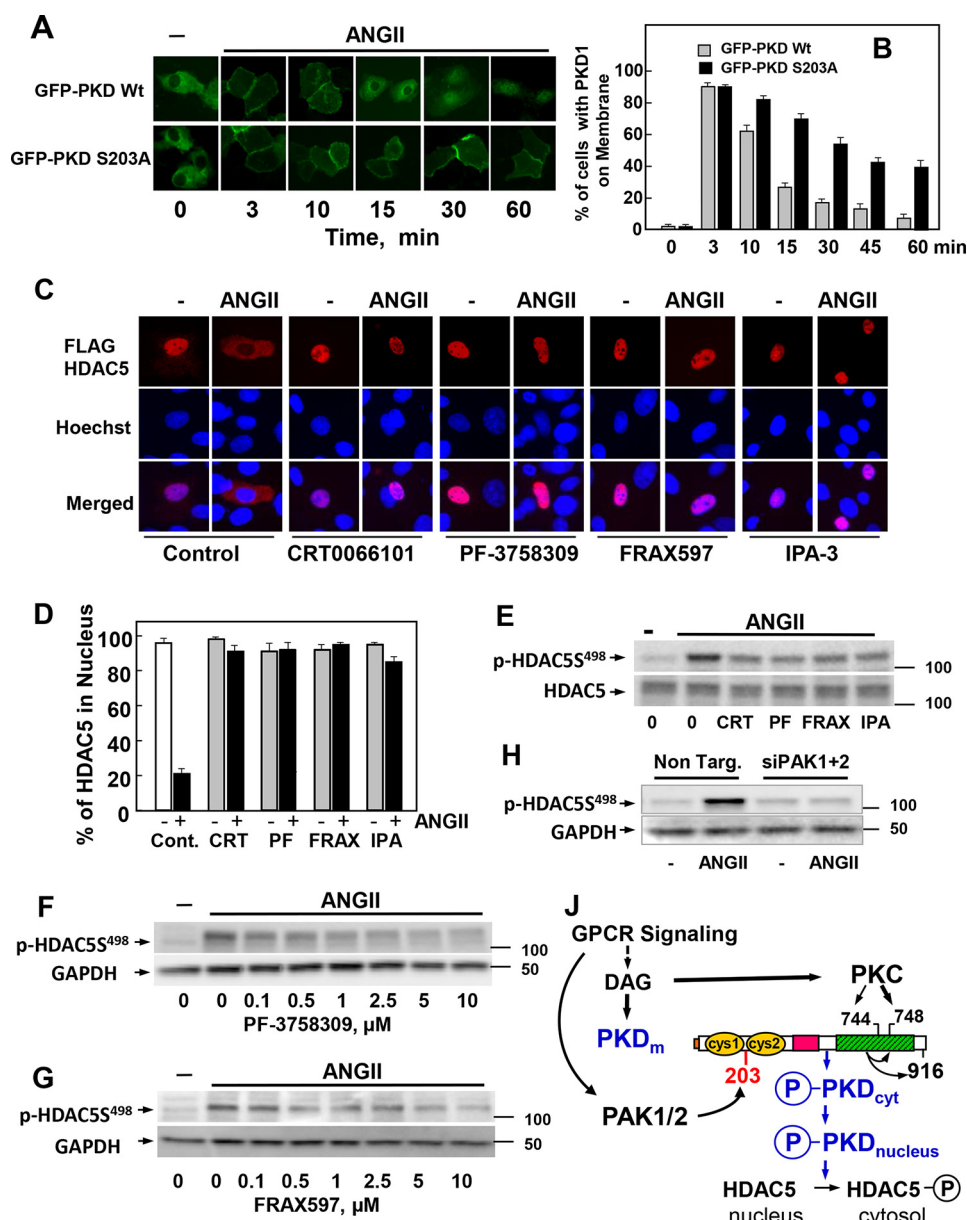 A
–
ANGII
GFP-PKD Wt
GFP-PKD S203A
0 3 10 15 30 60
Time, min
B
GFP-PKD Wt
GFP-PKD S203A
% of cells with PKD1
on Membrane
100
80
60
40
20
0
0 3 10 15 30 45 60 min
C
- ANGII - ANGII - ANGII - ANGII - ANGII
FLAG
HDAC5
Hoechst
Merged
Control CRT0066101 PF-3758309 FRAX597 IPA-3
D
% of HDAC5 in Nucleus
100
80
60
40
20
0
- + - + - + - + - + ANGII
Cont. CRT PF FRAX IPA
E
- ANGII
p-HDAC5S498 100
HDAC5 100
0 0 CRT PF FRAX IPA
H
Non Targ. siPAK1+2
p-HDAC5S498 100
GAPDH 50
- ANGII - ANGII
F
– ANGII
p-HDAC5S498 100
GAPDH 50
0 0 0.1 0.5 1 2.5 5 10
PF-3758309, µM
G
– ANGII
p-HDAC5S498 100
GAPDH 50
0 0 0.1 0.5 1 2.5 5 10
FRAX597, µM
J
GPCR Signaling
DAG
PKC
744 748
PKDm
cys1 cys2
203
916
PAK1/2
P-PKDcyt
P-PKDnucleus
HDAC5 HDAC5-P
nucleus cytosol